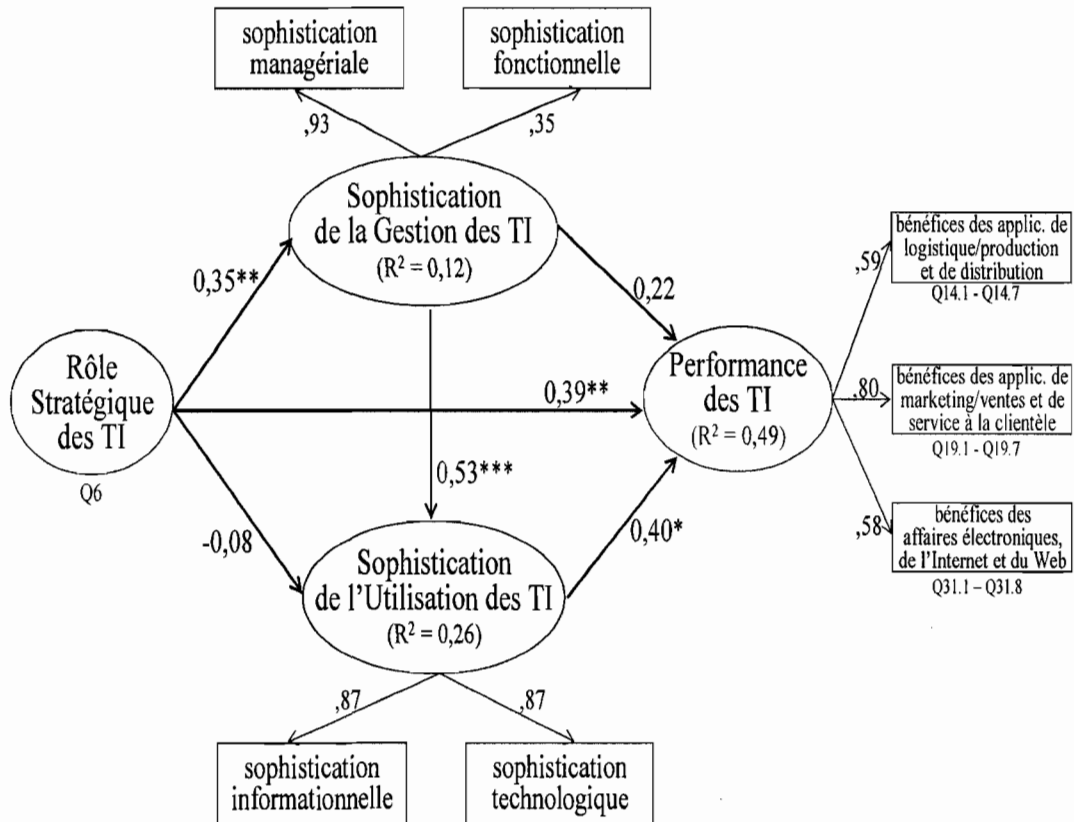 sophistication
managériale
sophistication
fonctionnelle
,93
,35
Sophistication
de la Gestion des TI
(R² = 0,12)
0,35**
0,22
Rôle
Stratégique
des TI
Q6
0,39**
Performance
des TI
(R² = 0,49)
,59
bénéfices des applic. de
logistique/production
et de distribution
Q14.1 - Q14.7
,80
bénéfices des applic. de
marketing/ventes et de
service à la clientèle
Q19.1 - Q19.7
,58
bénéfices des
affaires électroniques,
de l'Internet et du Web
Q31.1 – Q31.8
0,53***
-0,08
0,40*
Sophistication
de l'Utilisation des TI
(R² = 0,26)
,87
,87
sophistication
informationnelle
sophistication
technologique